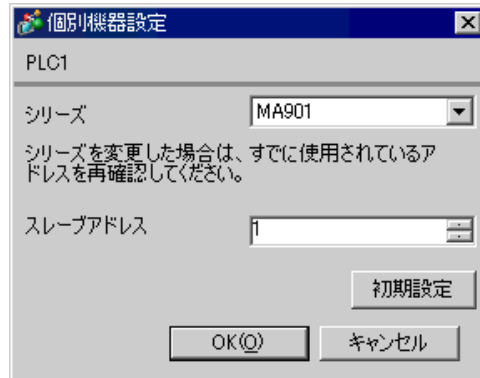 個別機器設定
PLC1
シリーズ MA901
シリーズを変更した場合は、すでに使用されているア
ドレスを再確認してください。
スレーブアドレス 1
初期設定
OK(O) キャンセル